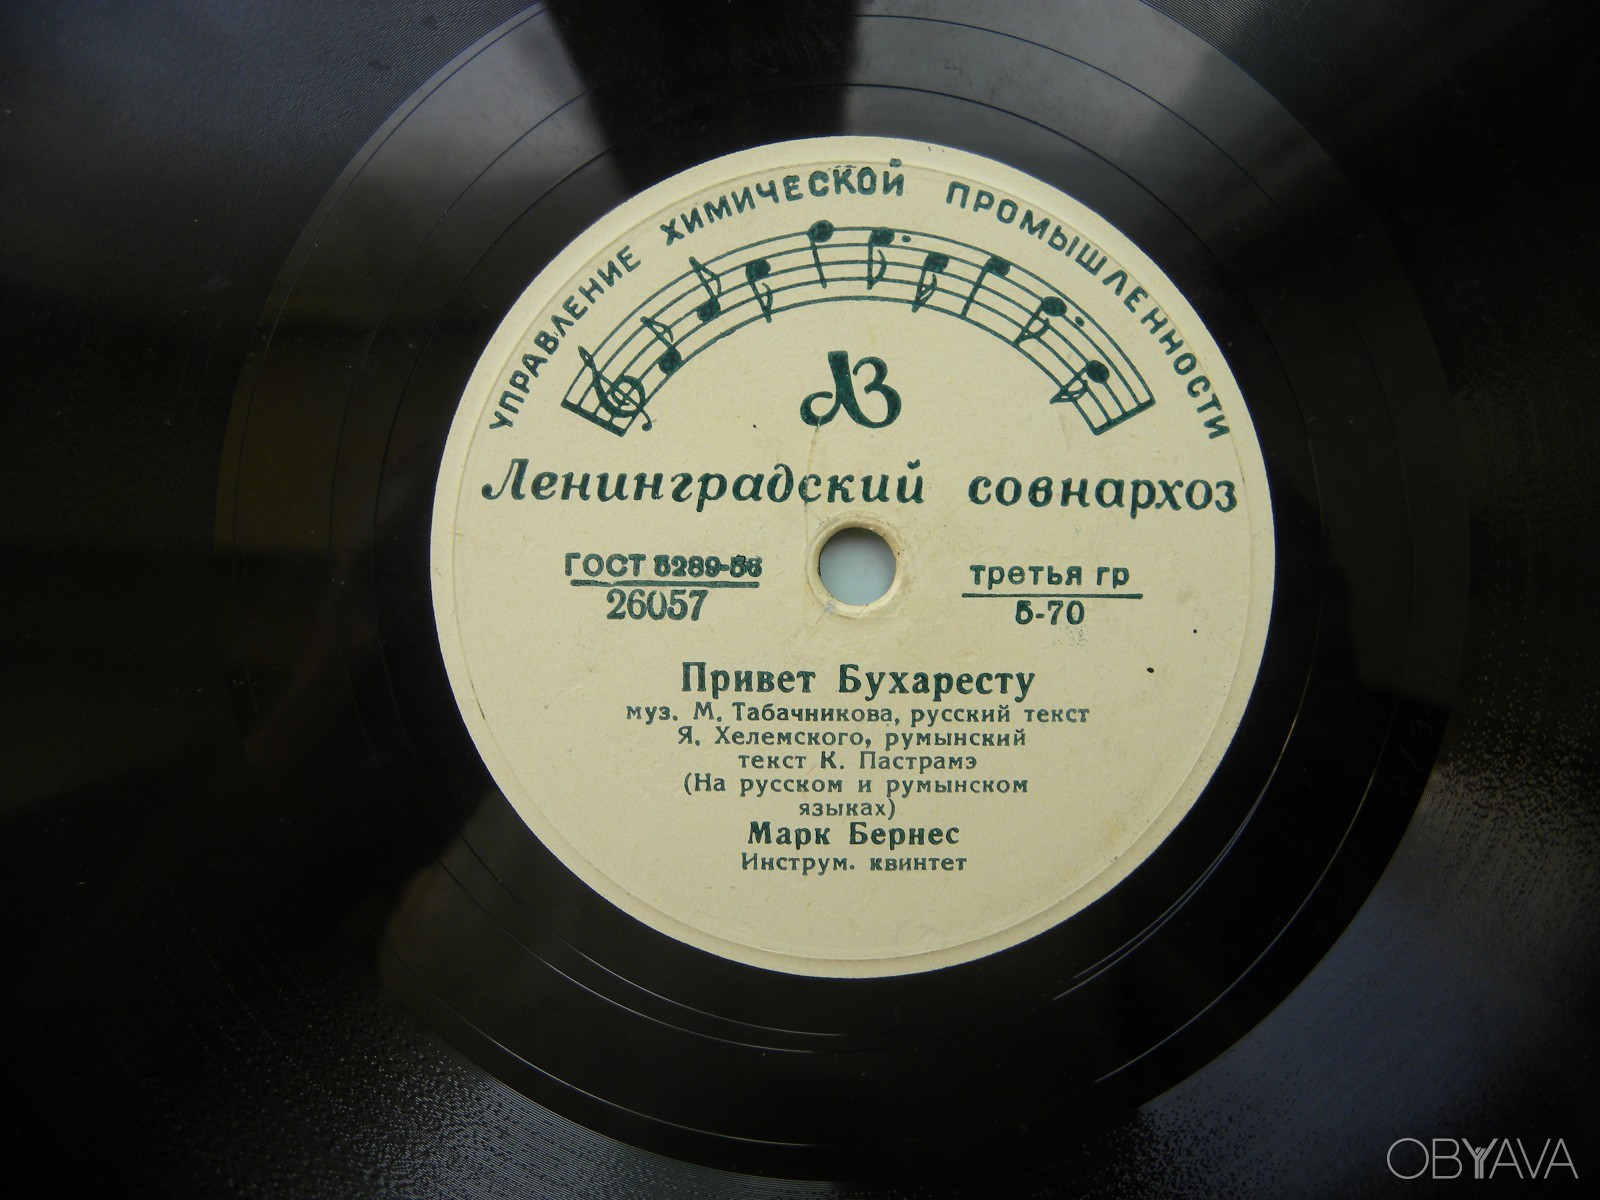 УПРАВЛЕНИЕ ХИМИЧЕСКОЙ ПРОМЫШЛЕННОСТИ
ЛЗ
Ленинградский совнархоз
ГОСТ 5289-56
26057
третья гр
5-70
Привет Бухаресту
муз. М. Табачникова, русский текст
Я. Хелемского, румынский
текст К. Пастрамэ
(На русском и румынском
языках)
Марк Бернес
Инструм. квинтет
OBYAVA